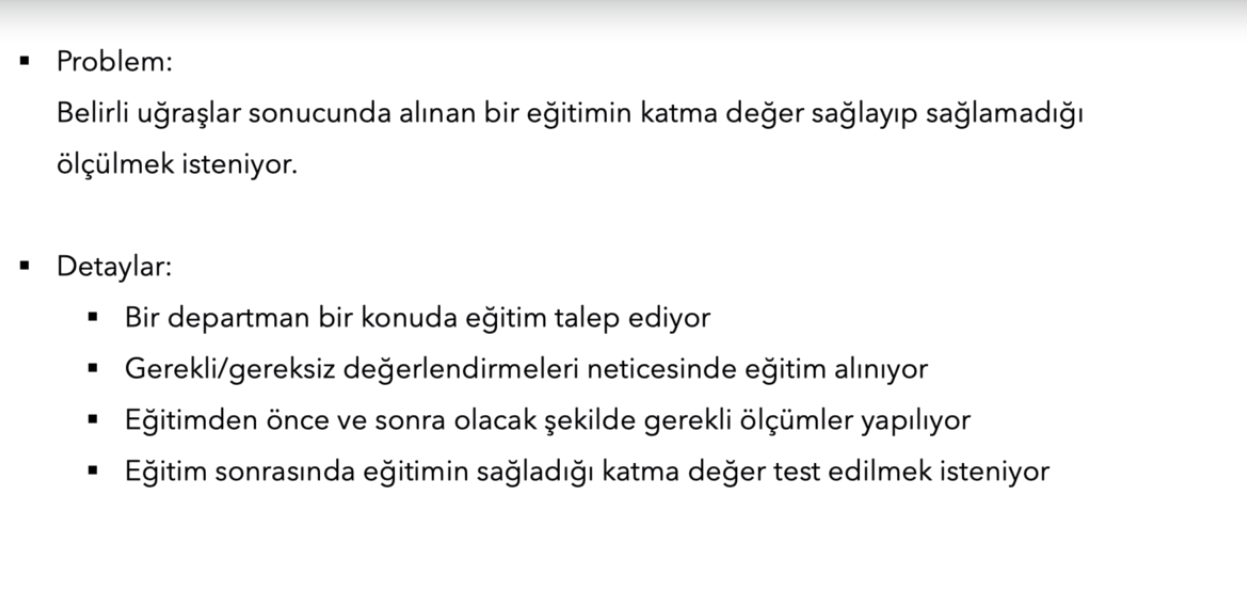 ▪ Problem:
Belirli uğraşlar sonucunda alınan bir eğitimin katma değer sağlayıp sağlamadığı
ölçülmek isteniyor.
▪ Detaylar:
▪ Bir departman bir konuda eğitim talep ediyor
▪ Gerekli/gereksiz değerlendirmeleri neticesinde eğitim alınıyor
▪ Eğitimden önce ve sonra olacak şekilde gerekli ölçümler yapılıyor
▪ Eğitim sonrasında eğitimin sağladığı katma değer test edilmek isteniyor